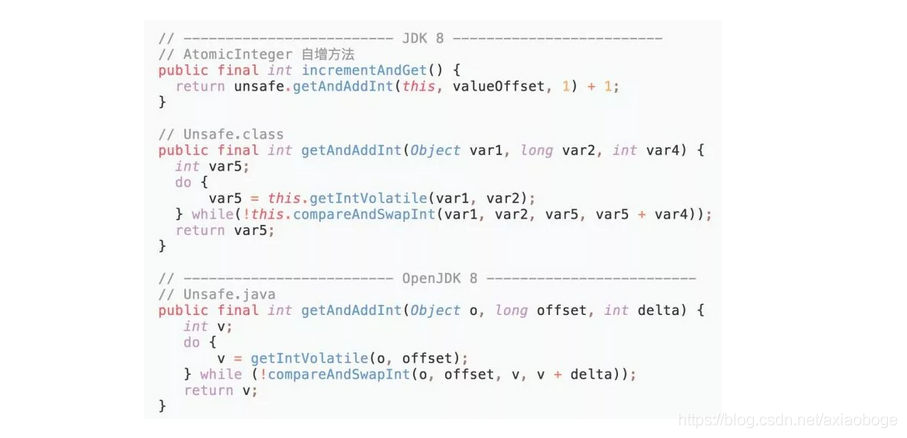 // ------------------------- JDK 8 -------------------------
// AtomicInteger 自增方法
public final int incrementAndGet() {
  return unsafe.getAndAddInt(this, valueOffset, 1) + 1;
}

// Unsafe.class
public final int getAndAddInt(Object var1, long var2, int var4) {
  int var5;
  do {
      var5 = this.getIntVolatile(var1, var2);
  } while(!this.compareAndSwapInt(var1, var2, var5, var5 + var4));
  return var5;
}

// ------------------------- OpenJDK 8 -------------------------
// Unsafe.java
public final int getAndAddInt(Object o, long offset, int delta) {
   int v;
   do {
       v = getIntVolatile(o, offset);
   } while (!compareAndSwapInt(o, offset, v, v + delta));
   return v;
}
https://blog.csdn.net/axiaoboge